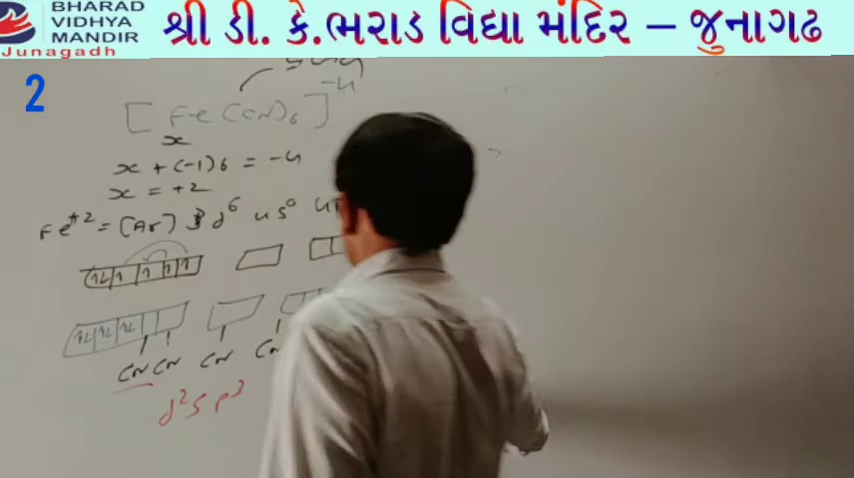 BHARAD
VIDHYA
MANDIR
Junagadh
શ્રી ડી. કે.ભરાડ વિદ્યા મંદિર – જુનાગઢ
2
[Fe(CN)6]-4
x
x + (-1)6 = -4
x = +2
Fe+2 = (Ar) 3d6 4s0
CN CN CN
d2sp3